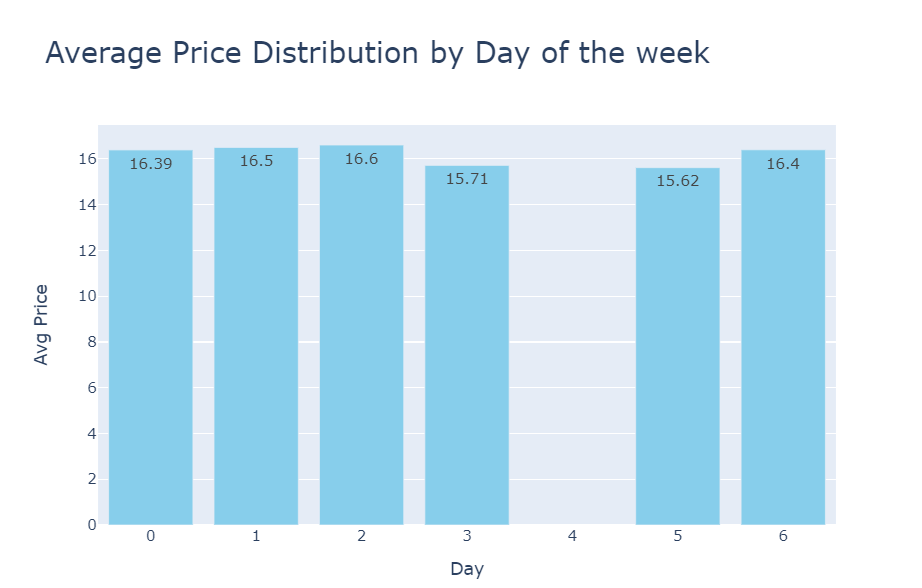 Average Price Distribution by Day of the week
16
14
12
10
8
6
4
2
0
Avg Price
16.39 16.5 16.6 15.71 15.62 16.4
0 1 2 3 4 5 6
Day